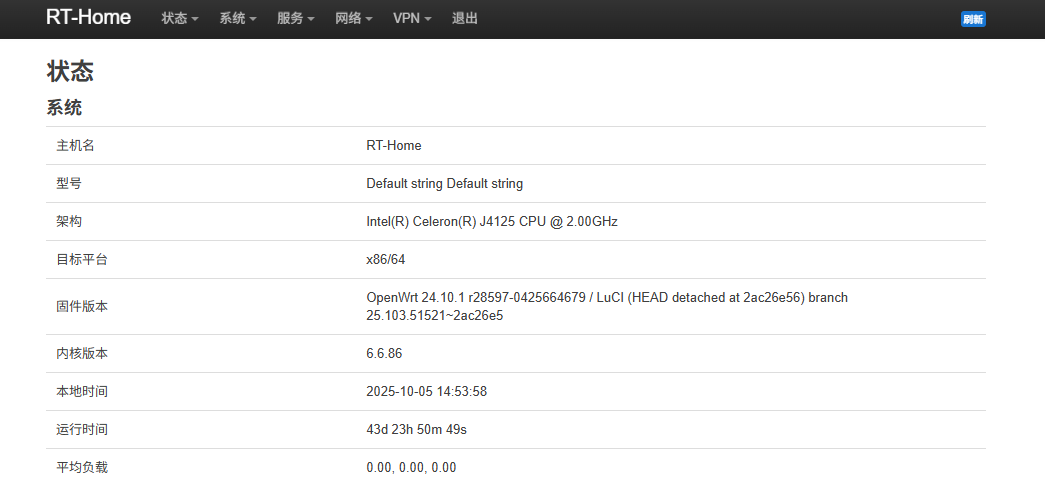 RT-Home 状态 系统 服务 网络 VPN 退出 刷新
状态
系统
主机名 RT-Home
型号 Default string Default string
架构 Intel(R) Celeron(R) J4125 CPU @ 2.00GHz
目标平台 x86/64
固件版本 OpenWrt 24.10.1 r28597-0425664679 / LuCI (HEAD detached at 2ac26e56) branch
25.103.51521~2ac26e5
内核版本 6.6.86
本地时间 2025-10-05 14:53:58
运行时间 43d 23h 50m 49s
平均负载 0.00, 0.00, 0.00